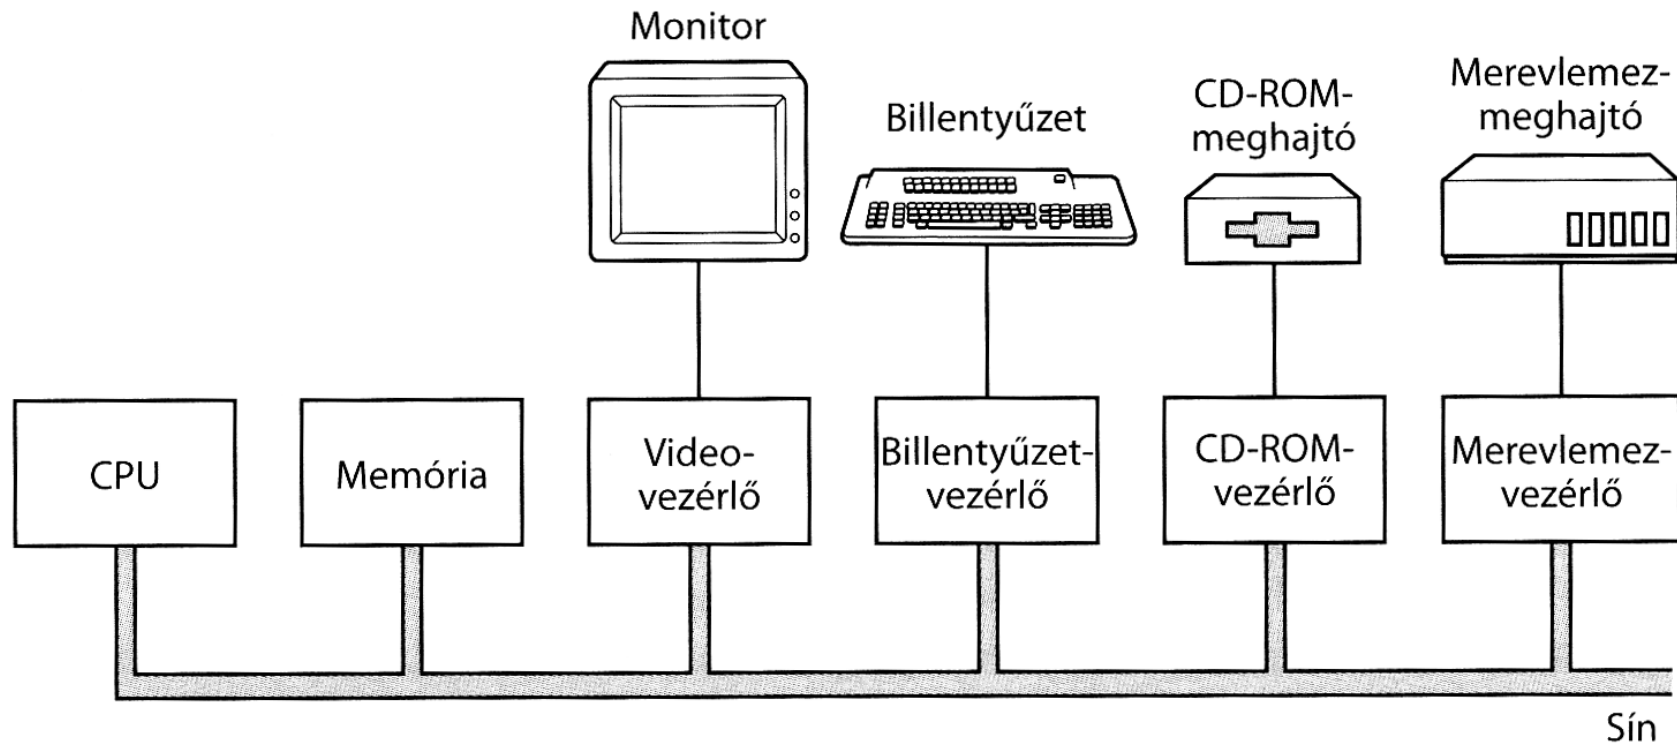 Monitor
Billentyűzet
CD-ROM-
meghajtó
Merevlemez-
meghajtó
CPU
Memória
Video-
vezérlő
Billentyűzet-
vezérlő
CD-ROM-
vezérlő
Merevlemez-
vezérlő
Sín